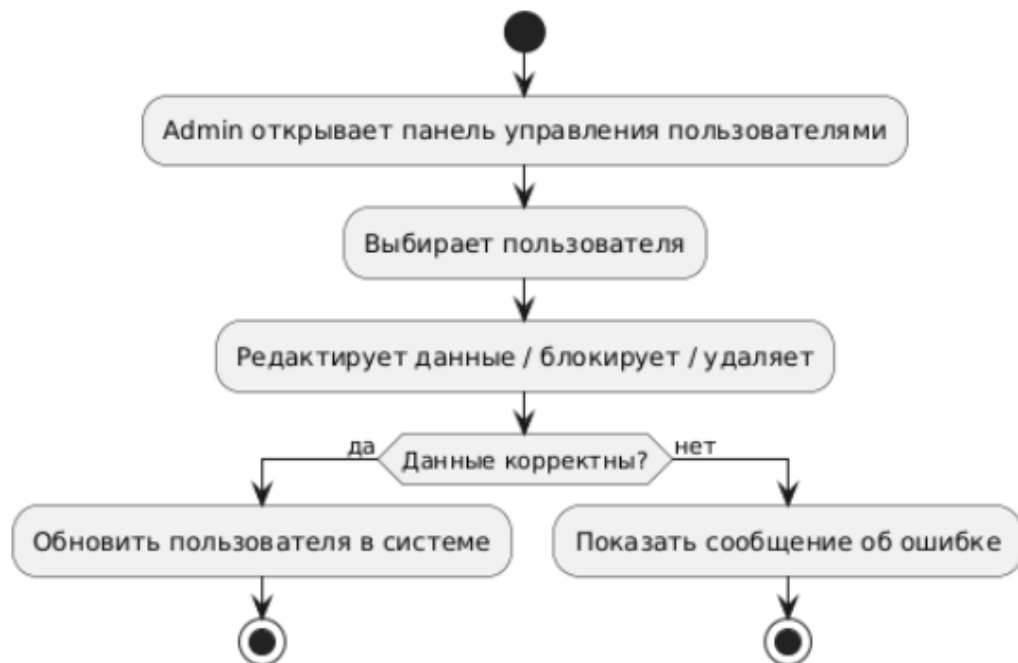 Admin открывает панель управления пользователями
Выбирает пользователя
Редактирует данные / блокирует / удаляет
да
Данные корректны?
нет
Обновить пользователя в системе
Показать сообщение об ошибке